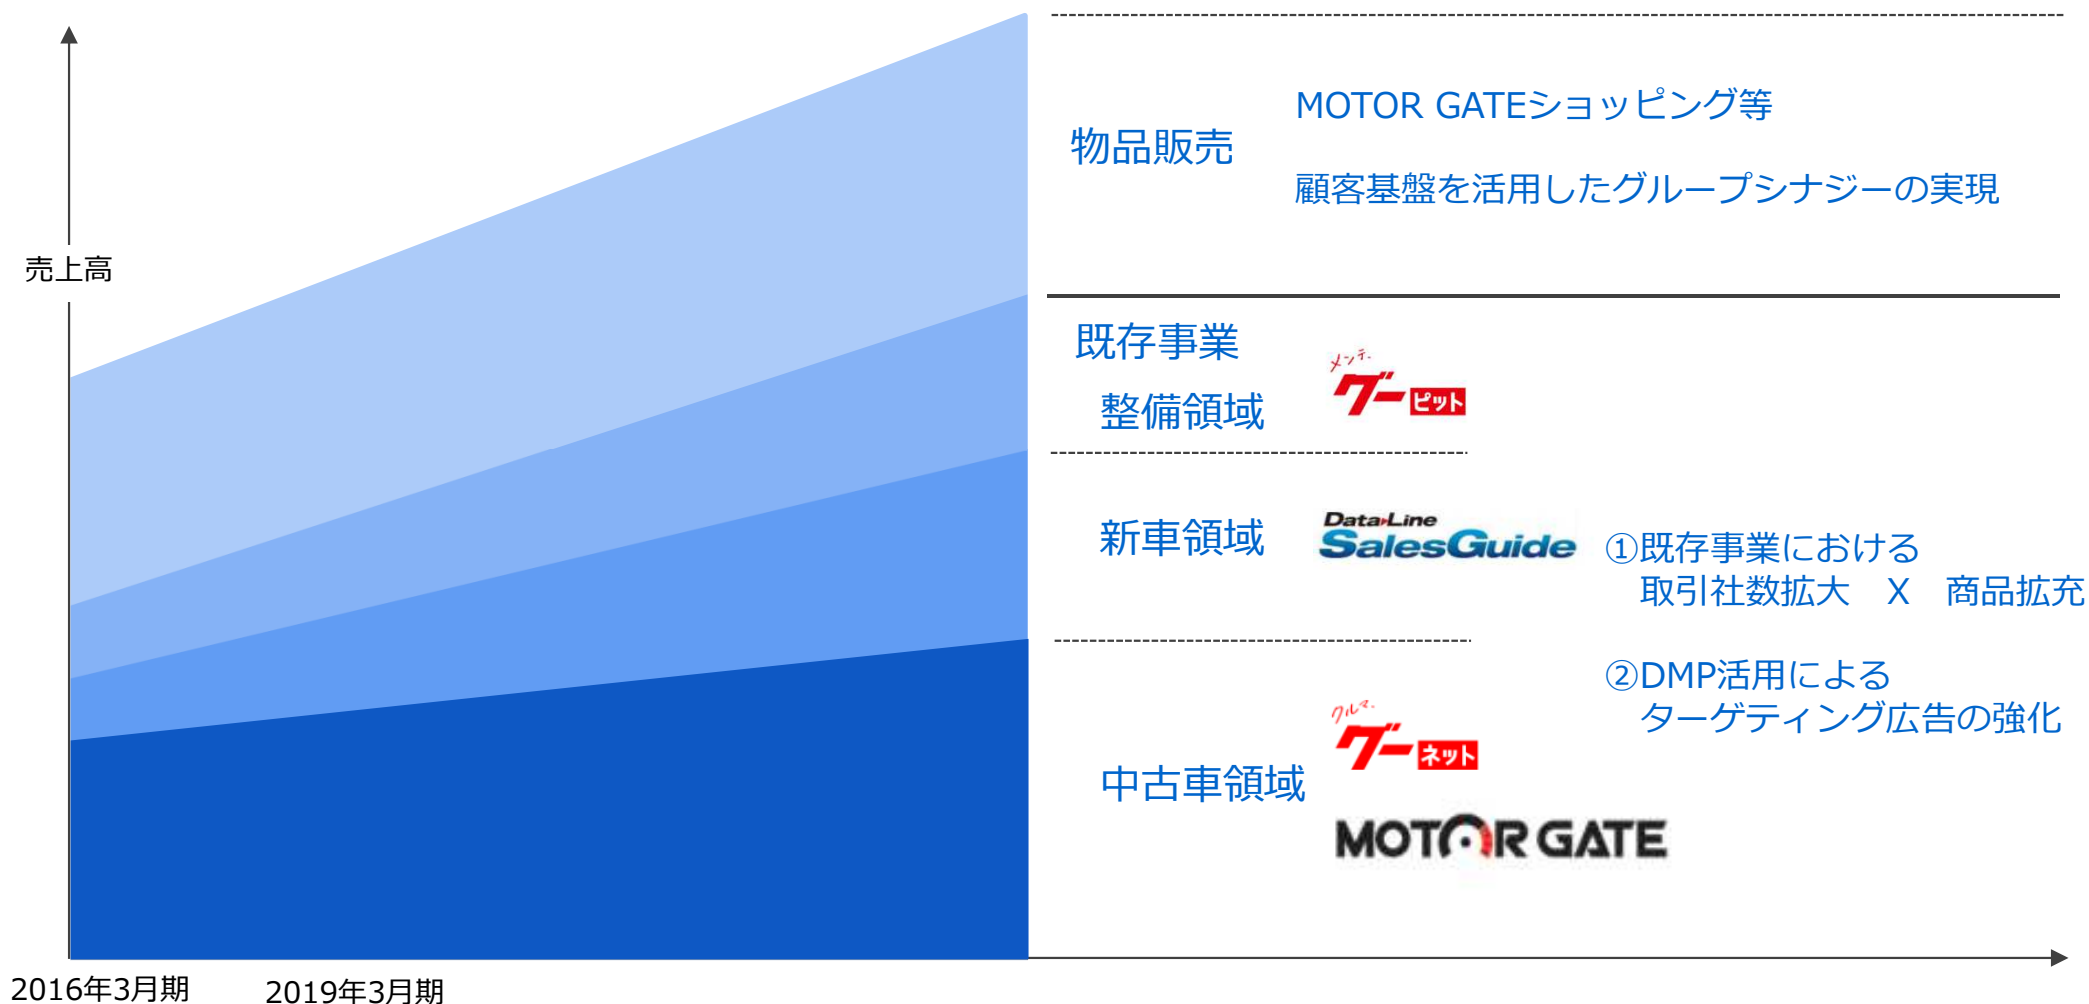 売上高
2016年3月期
2019年3月期
物品販売
MOTOR GATEショッピング等
顧客基盤を活用したグループシナジーの実現
既存事業
整備領域
メンテ.
グーピット
新車領域
Data Line
SalesGuide
①既存事業における
取引社数拡大　X　商品拡充
②DMP活用による
ターゲティング広告の強化
中古車領域
クルマ.
グーネット
MOTOR GATE